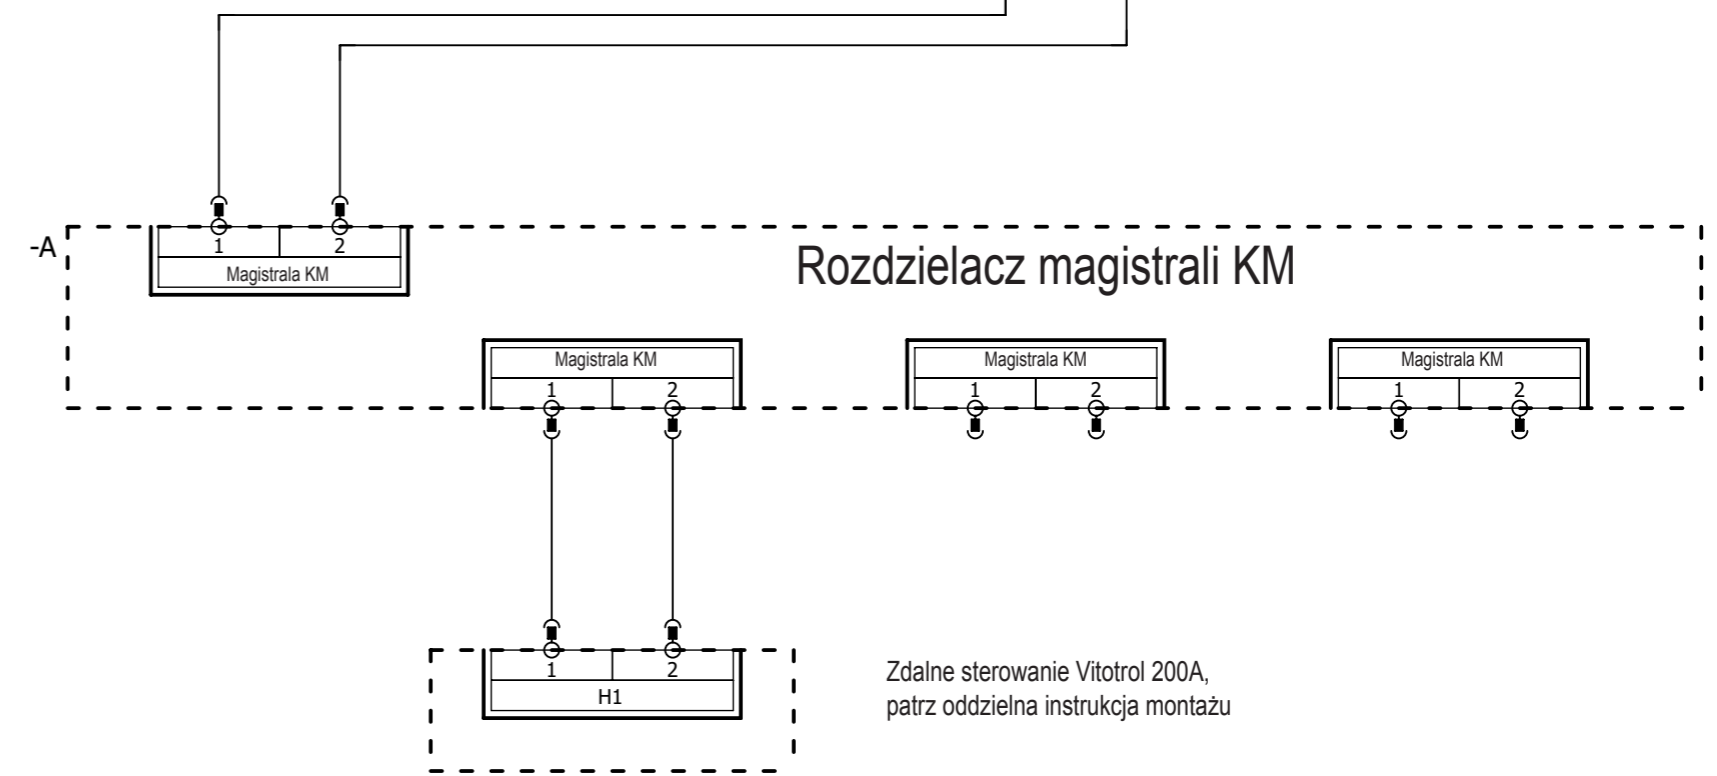 -A
1 2
Magistrala KM
Rozdzielacz magistrali KM
Magistrala KM
1 2
Magistrala KM
1 2
Magistrala KM
1 2
1 2
H1
Zdalne sterowanie Vitotrol 200A,
patrz oddzielna instrukcja montażu